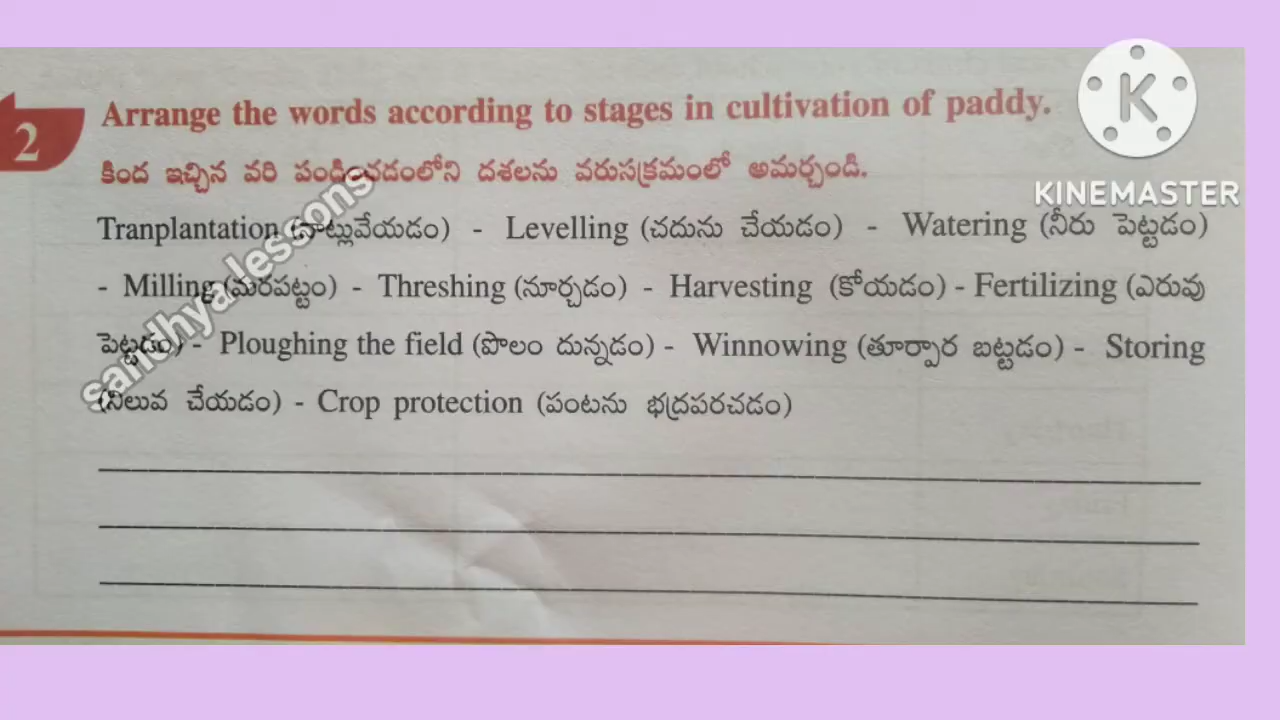 2
Arrange the words according to stages in cultivation of paddy.
కింద ఇచ్చిన వరి పండించడంలోని దశలను వరుసక్రమంలో అమర్చండి.
Tranplantation (నాట్లువేయడం) - Levelling (చదును చేయడం) - Watering (నీరు పెట్టడం)
- Milling (మరపట్టం) - Threshing (నూర్చడం) - Harvesting (కోయడం) - Fertilizing (ఎరువు
పెట్టడం) - Ploughing the field (పొలం దున్నడం) - Winnowing (తూర్పార బట్టడం) - Storing
(నిలువ చేయడం) - Crop protection (పంటను భద్రపరచడం)
sandhya lessons
K
KINEMASTER